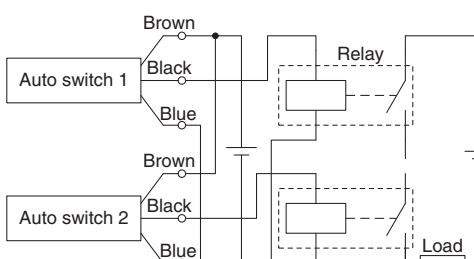 Brown
Relay
Auto switch 1
Black
Blue
Brown
Auto switch 2
Black
Blue
Load